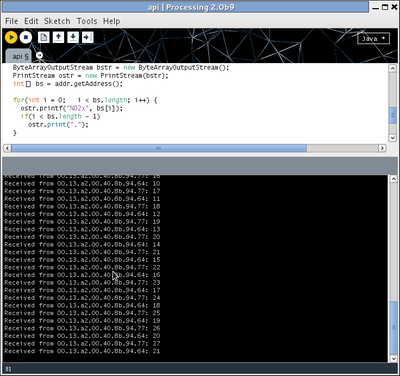 api | Processing 2.0b9
File Edit Sketch Tools Help
Java
api §
ByteArrayOutputStream bstr = new ByteArrayOutputStream();
PrintStream ostr = new PrintStream(bstr);
int[] bs = addr.getAddress();
for(int i = 0; i < bs.length; i++) {
ostr.printf("%02x", bs[i]);
if(i < bs.length - 1)
ostr.print(".");
}
Received from 00.13.a2.00.40.8b.94.77: 16
Received from 00.13.a2.00.40.8b.94.64: 10
Received from 00.13.a2.00.40.8b.94.77: 17
Received from 00.13.a2.00.40.8b.94.64: 11
Received from 00.13.a2.00.40.8b.94.77: 18
Received from 00.13.a2.00.40.8b.94.64: 12
Received from 00.13.a2.00.40.8b.94.77: 19
Received from 00.13.a2.00.40.8b.94.64: 13
Received from 00.13.a2.00.40.8b.94.77: 20
Received from 00.13.a2.00.40.8b.94.64: 14
Received from 00.13.a2.00.40.8b.94.77: 21
Received from 00.13.a2.00.40.8b.94.64: 15
Received from 00.13.a2.00.40.8b.94.77: 22
Received from 00.13.a2.00.40.8b.94.64: 16
Received from 00.13.a2.00.40.8b.94.77: 23
Received from 00.13.a2.00.40.8b.94.64: 17
Received from 00.13.a2.00.40.8b.94.77: 24
Received from 00.13.a2.00.40.8b.94.64: 18
Received from 00.13.a2.00.40.8b.94.77: 25
Received from 00.13.a2.00.40.8b.94.64: 19
Received from 00.13.a2.00.40.8b.94.77: 26
Received from 00.13.a2.00.40.8b.94.64: 20
Received from 00.13.a2.00.40.8b.94.77: 27
Received from 00.13.a2.00.40.8b.94.64: 21
81